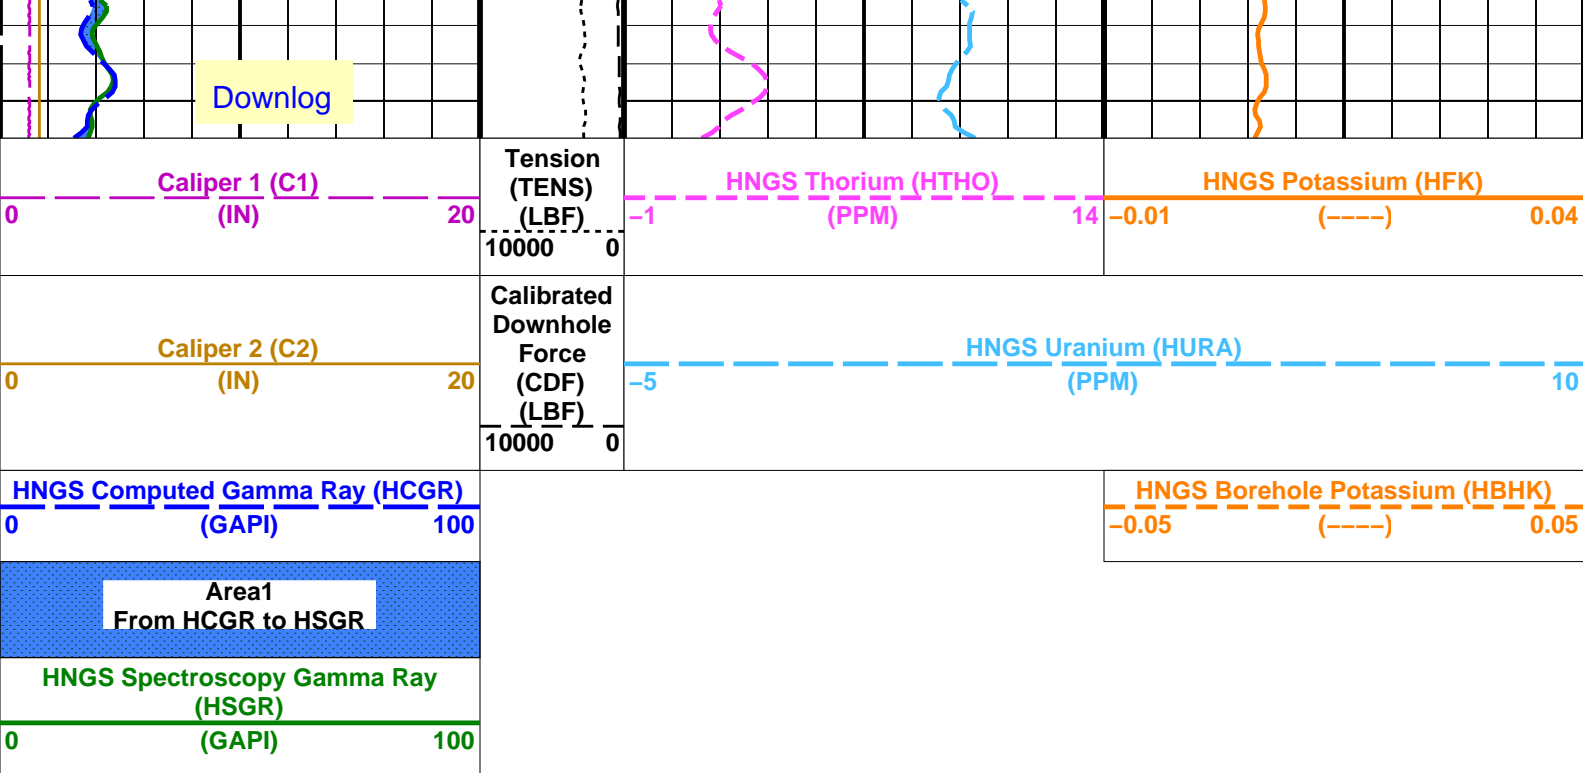 Downlog
Caliper 1 (C1)
0 (IN) 20
Tension
(TENS)
(LBF)
10000 0
HNGS Thorium (HTHO)
−1 (PPM) 14
HNGS Potassium (HFK)
−0.01 (−−−−) 0.04
Caliper 2 (C2)
0 (IN) 20
Calibrated
Downhole
Force
(CDF)
(LBF)
10000 0
HNGS Uranium (HURA)
−5 (PPM) 10
HNGS Computed Gamma Ray (HCGR)
0 (GAPI) 100
HNGS Borehole Potassium (HBHK)
−0.05 (−−−−) 0.05
Area1
From HCGR to HSGR
HNGS Spectroscopy Gamma Ray
(HSGR)
0 (GAPI) 100